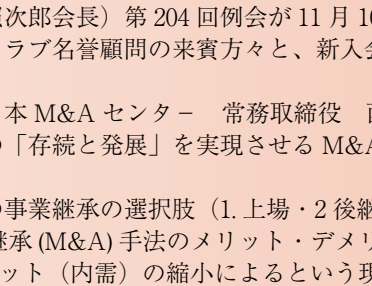 次郎会長）第 204 回例会が 11 月 1
ラブ名誉顧問の来賓方々と、新入会
本 M&A センター　常務取締役
「存続と発展」を実現させる M&A
事業継承の選択肢（1. 上場・2 後継
継承 (M&A) 手法のメリット・デメリ
ット（内需）の縮小によるという現